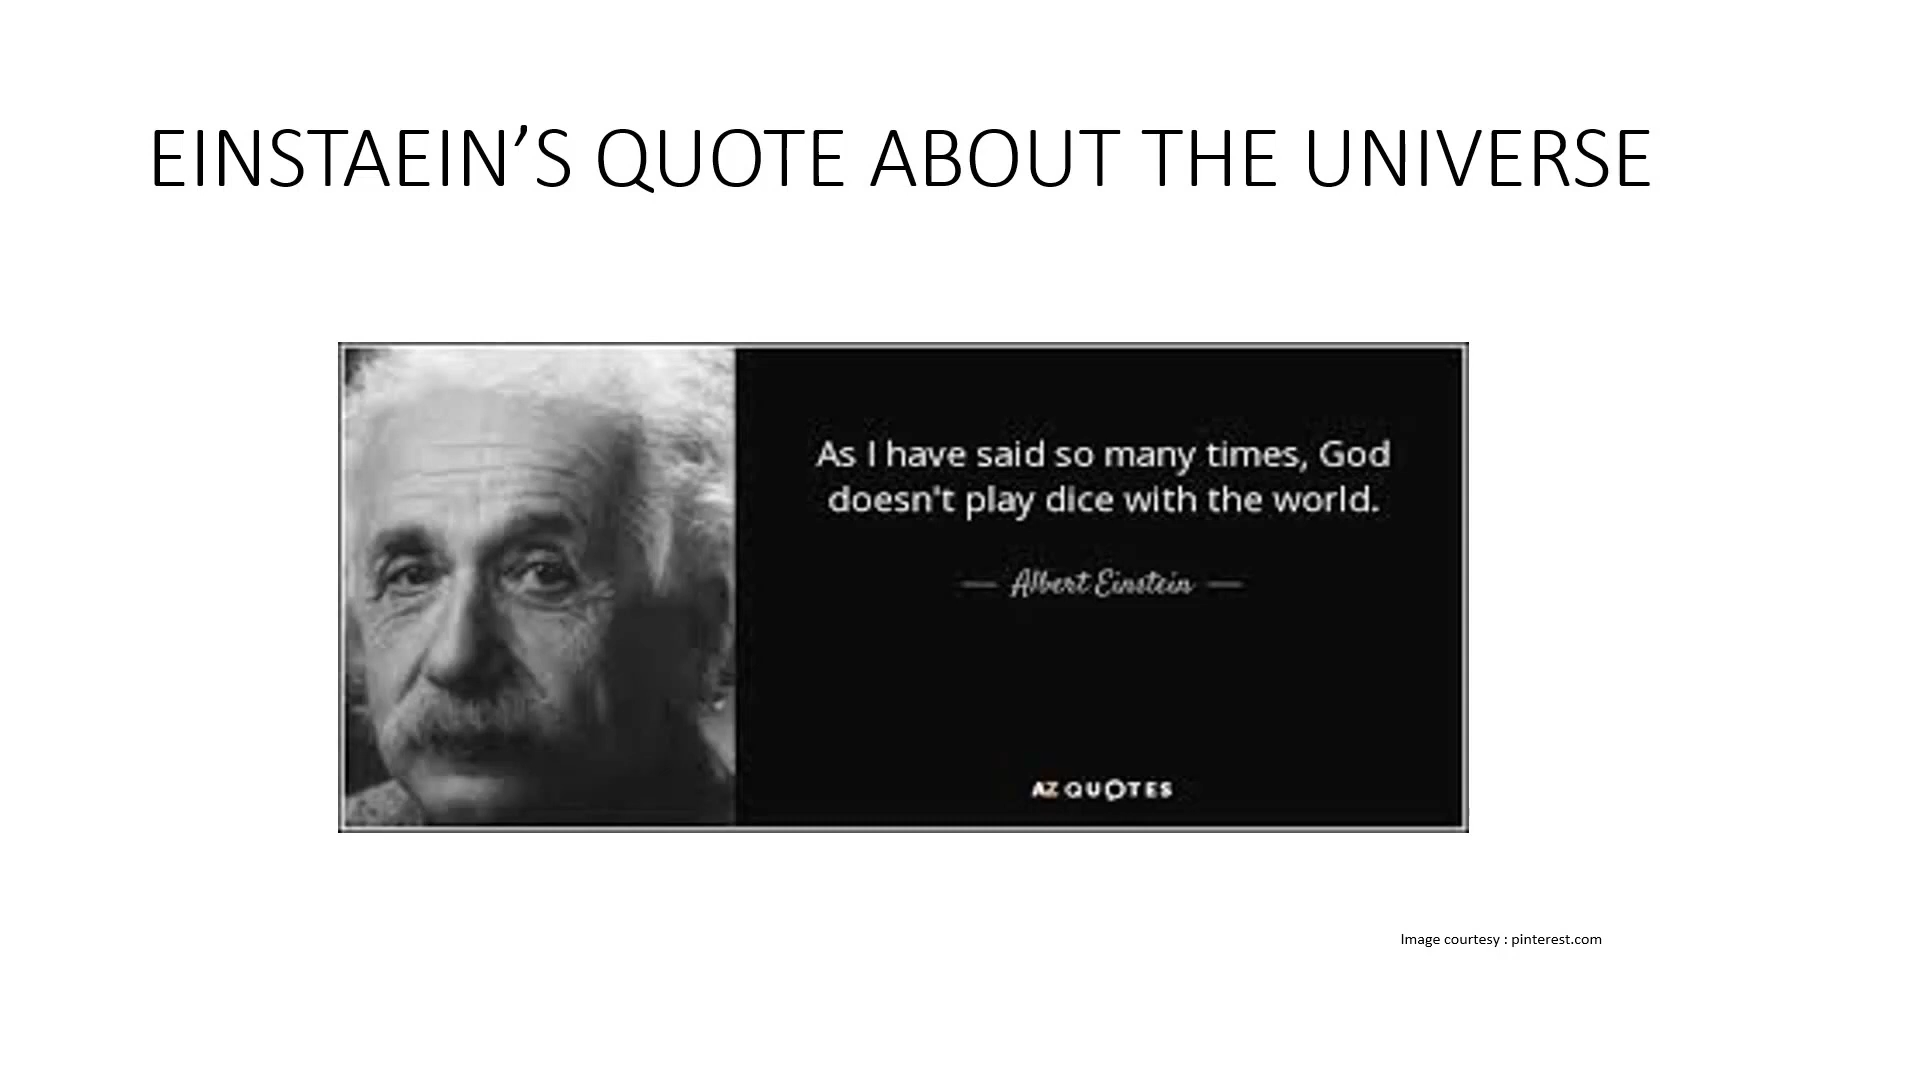 EINSTAEIN’S QUOTE ABOUT THE UNIVERSE
As I have said so many times, God
doesn't play dice with the world.
— Albert Einstein —
AZ QUOTES
Image courtesy : pinterest.com